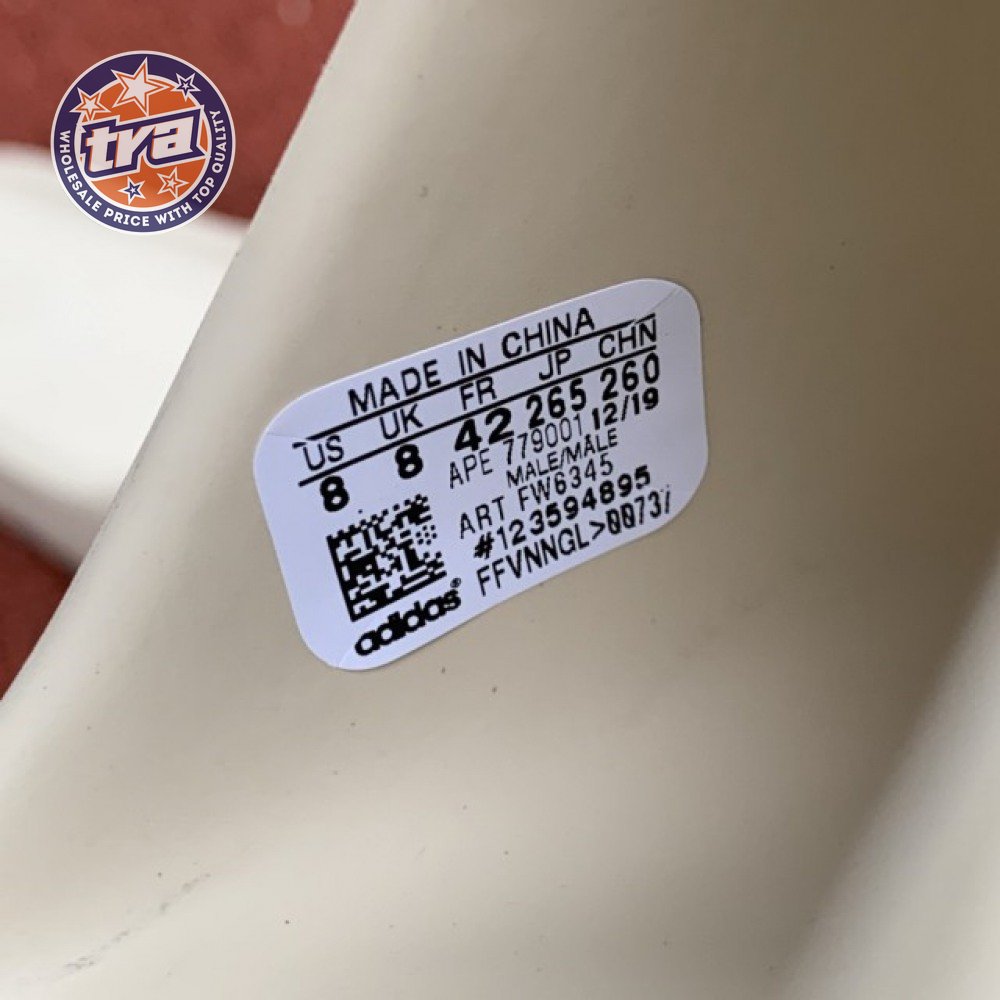 tra
WHOLESALE PRICE WITH TOP QUALITY
MADE IN CHINA
US UK FR JP CHN
8 8 42 265 260
APE 779001 12/19
MALE/MALE
ART FW6345
#123594895
FFVNNGL>0073
adidas®